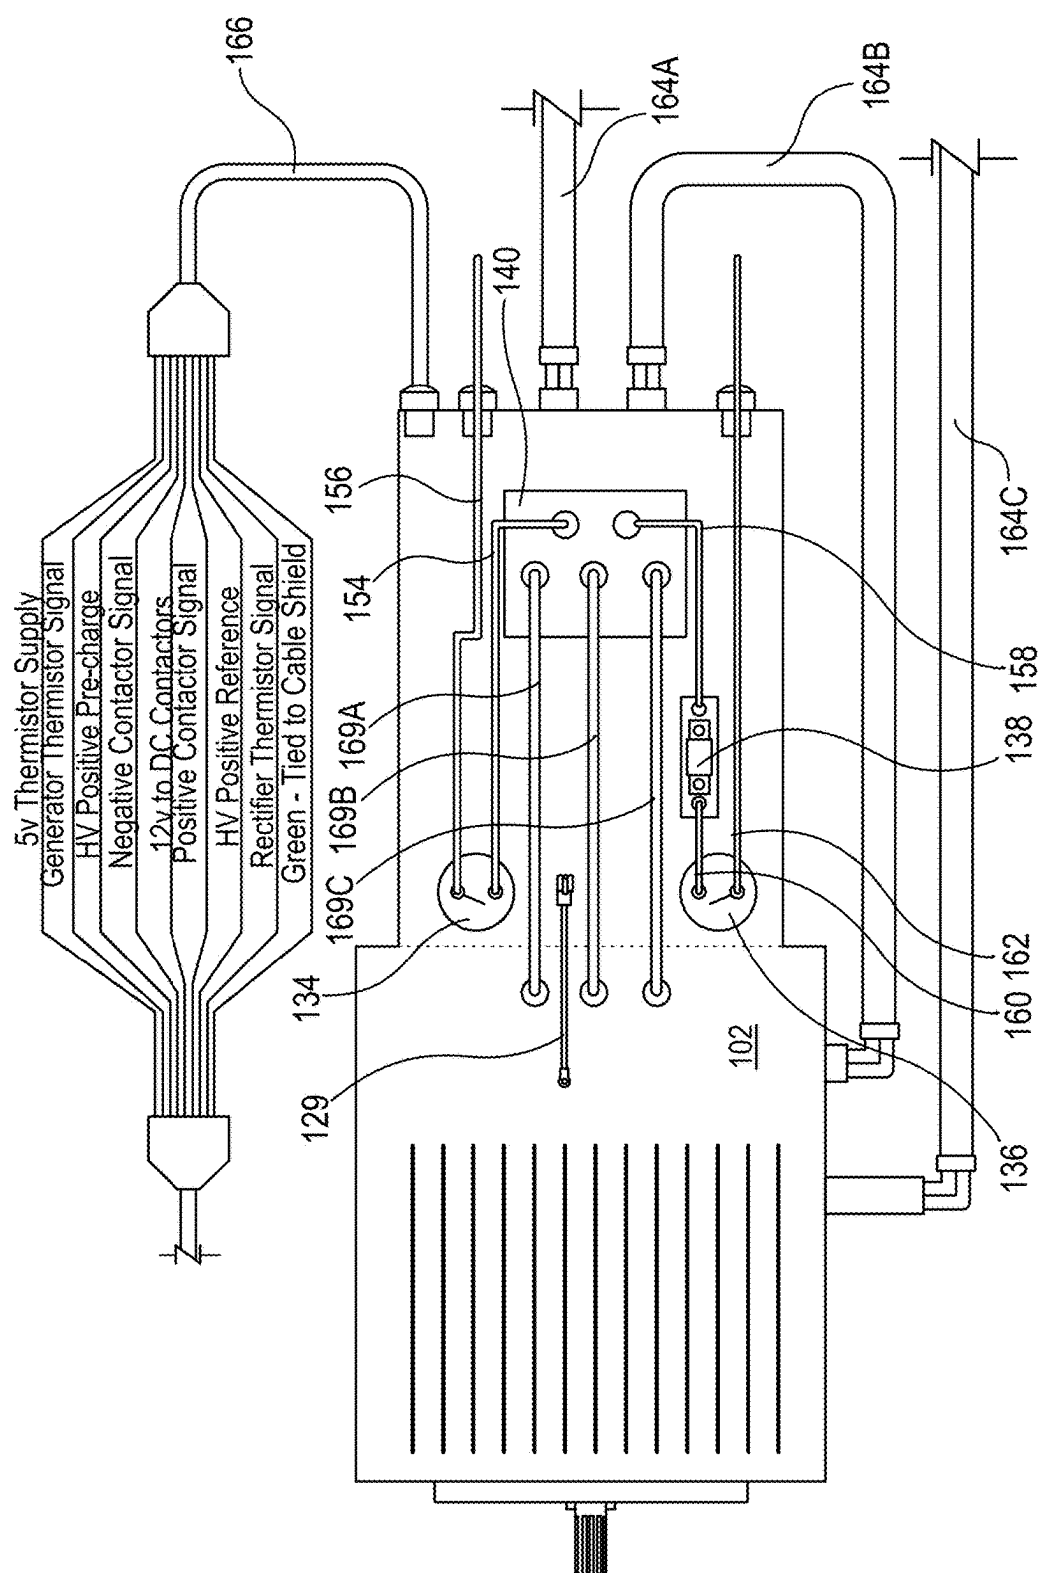 5v Thermistor Supply
Generator Thermistor Signal
HV Positive Pre-charge
Negative Contactor Signal
12v to DC Contactors
Positive Contactor Signal
HV Positive Reference
Rectifier Thermistor Signal
Green - Tied to Cable Shield
166
164A
164B
140
156
154
164C
169A
169B
169C
158
138
134
162
160
102
129
136